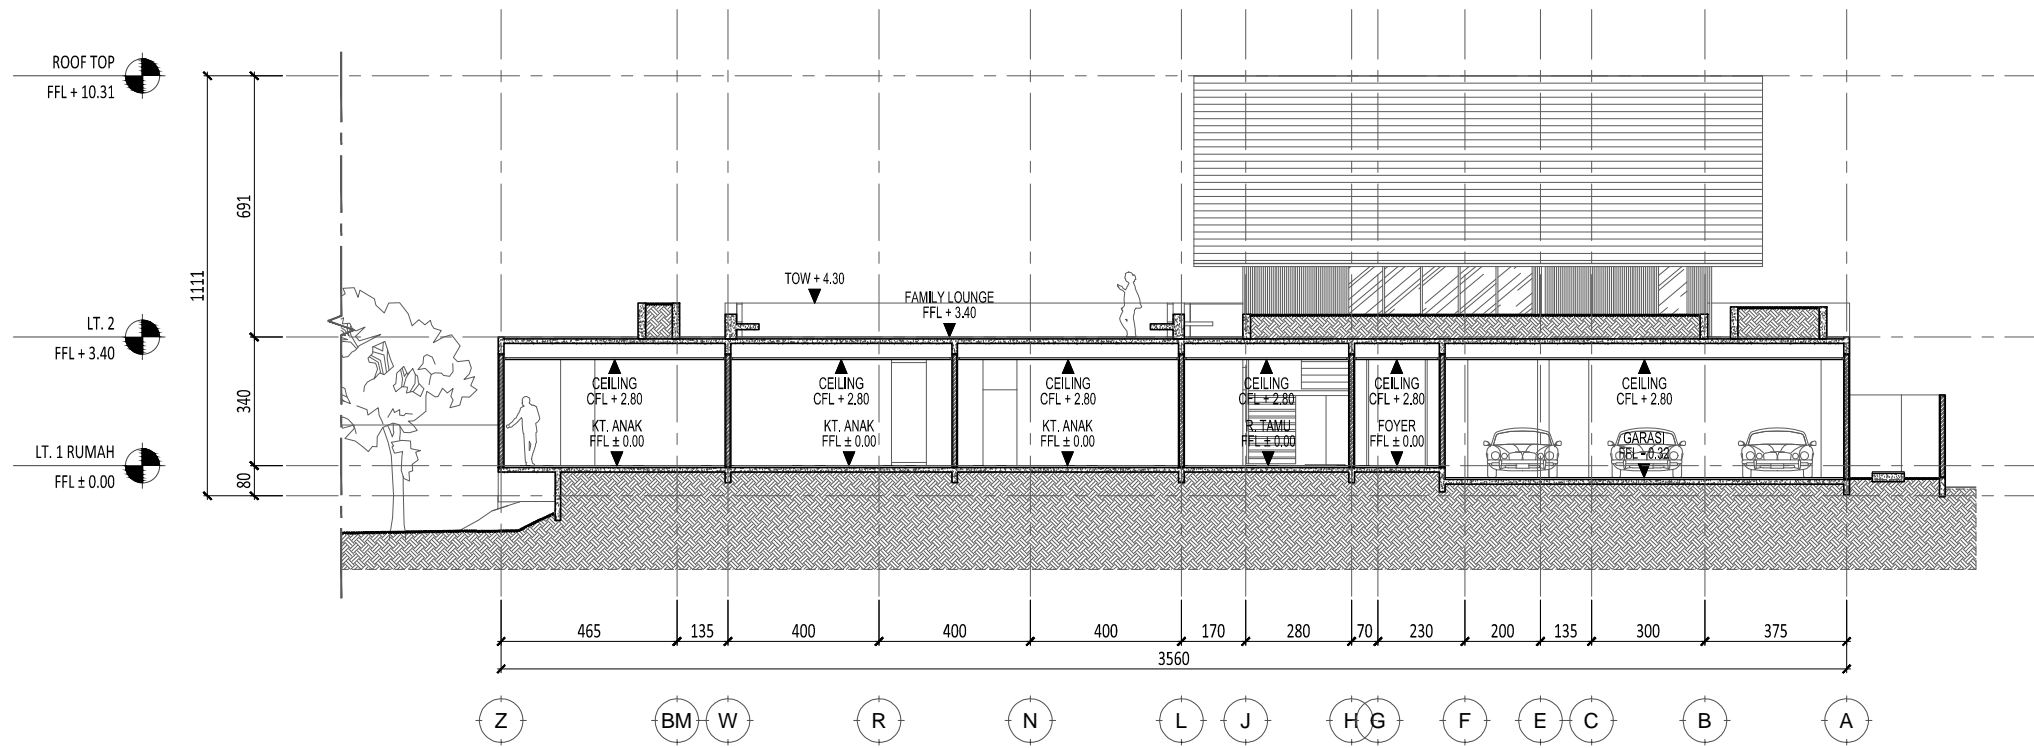 ROOF TOP
FFL + 10.31
691
1111
TOW + 4.30
FAMILY LOUNGE
FFL + 3.40
LT. 2
FFL + 3.40
340
CEILING
CFL + 2.80
CEILING
CFL + 2.80
CEILING
CFL + 2.80
CEILING
CFL + 2.80
CEILING
CFL + 2.80
CEILING
CFL + 2.80
KT. ANAK
FFL ± 0.00
KT. ANAK
FFL ± 0.00
KT. ANAK
FFL ± 0.00
R. TAMU
FFL ± 0.00
FOYER
FFL ± 0.00
GARASI
FFL - 0.32
LT. 1 RUMAH
FFL ± 0.00
80
465 135 400 400 400 170 280 70 230 200 135 300 375
3560
Z BM W R N L J H G F E C B A